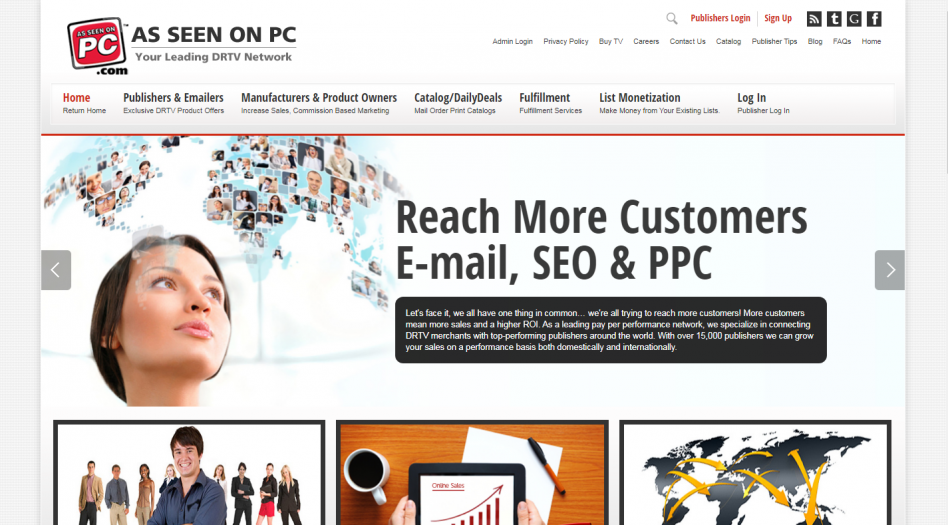 Publishers Login
Sign Up
AS SEEN ON
PC
.com
™
AS SEEN ON PC
Your Leading DRTV Network
Admin Login Privacy Policy Buy TV Careers Contact Us Catalog Publisher Tips Blog FAQs Home
Home
Return Home
Publishers & Emailers
Exclusive DRTV Product Offers
Manufacturers & Product Owners
Increase Sales, Commission Based Marketing
Catalog/DailyDeals
Mail Order Print Catalogs
Fulfillment
Fulfillment Services
List Monetization
Make Money from Your Existing Lists.
Log In
Publisher Log In
Reach More Customers
E-mail, SEO & PPC
Let's face it, we all have one thing in common... we're all trying to reach more customers! More customers
mean more sales and a higher ROI. As a leading pay per performance network, we specialize in connecting
DRTV merchants with top-performing publishers around the world. With over 15,000 publishers we can grow
your sales on a performance basis both domestically and internationally.
Online Sales